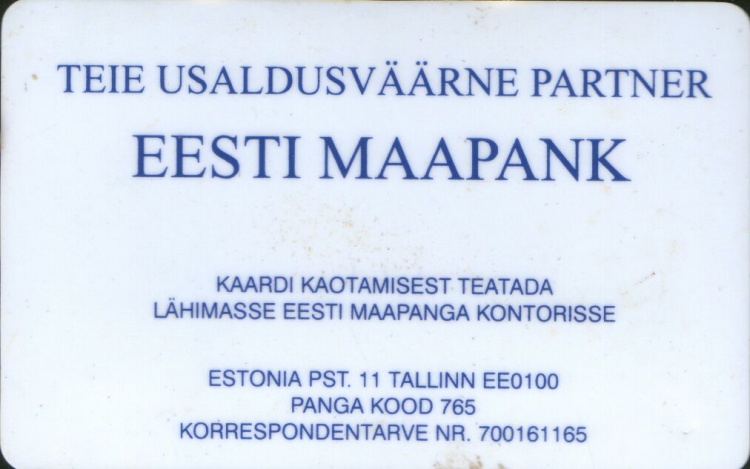 TEIE USALDUSVÄÄRNE PARTNER
EESTI MAAPANK
KAARDI KAOTAMISEST TEATADA
LÄHIMASSE EESTI MAAPANGA KONTORISSE
ESTONIA PST. 11 TALLINN EE0100
PANGA KOOD 765
KORRESPONDENTARVE NR. 700161165